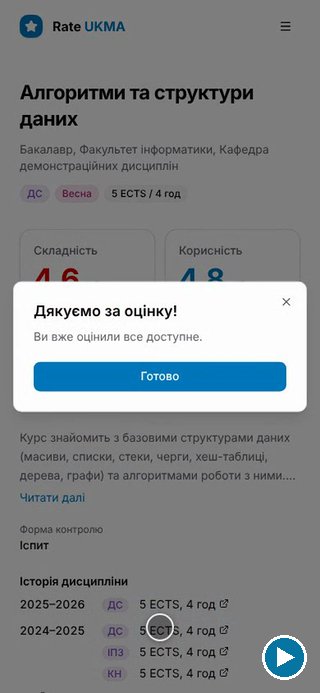 Rate UKMA
Алгоритми та структури
даних
Бакалавр, Факультет інформатики, Кафедра
демонстраційних дисциплін
ДС Весна 5 ECTS / 4 год
Складність Корисність
4.6 4.8
Дякуємо за оцінку!
Ви вже оцінили все доступне.
Готово
Курс знайомить з базовими структурами даних
(масиви, списки, стеки, черги, хеш-таблиці,
дерева, графи) та алгоритмами роботи з ними....
Читати далі
Форма контролю
Іспит
Історія дисципліни
2025–2026 ДС 5 ECTS, 4 год
2024–2025 ДС 5 ECTS, 4 год
ІПЗ 5 ECTS, 4 год
КН 5 ECTS, 4 год